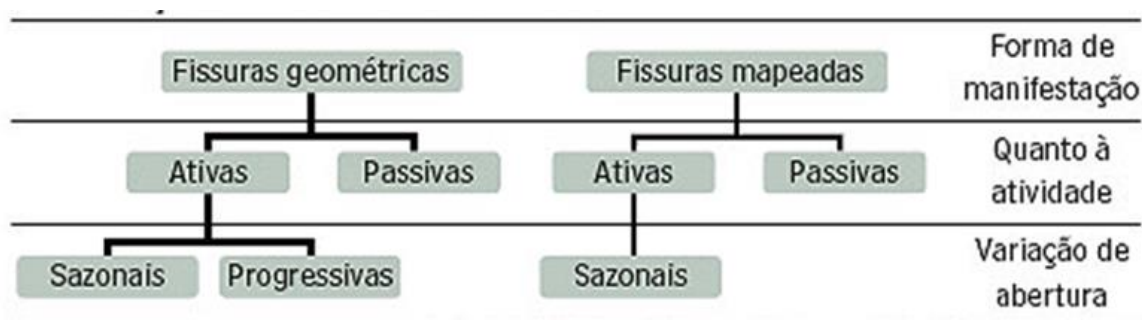 Fissuras geométricas
Fissuras mapeadas
Forma de
manifestação
Ativas
Passivas
Ativas
Passivas
Quanto à
atividade
Sazonais
Progressivas
Sazonais
Variação de
abertura